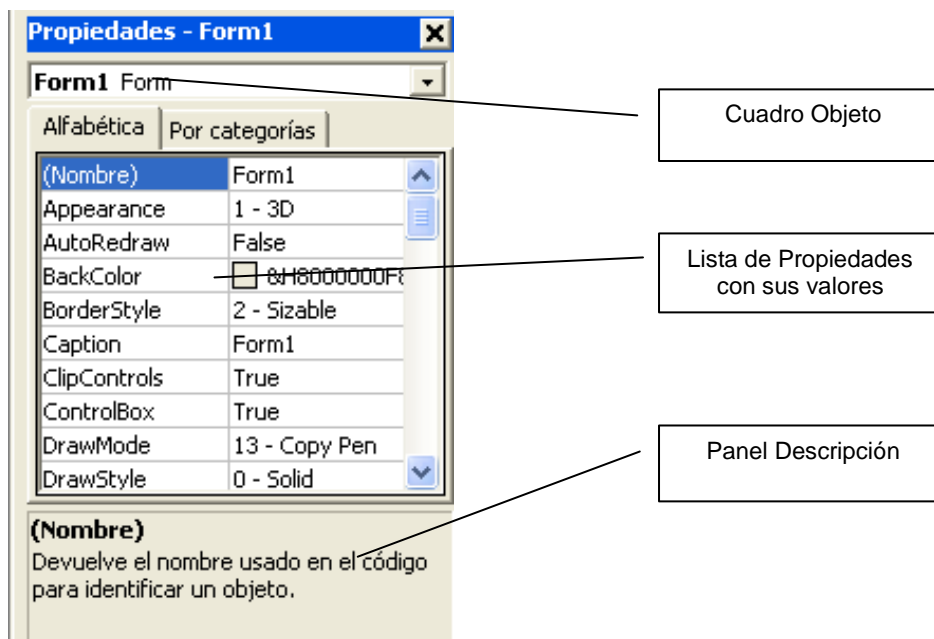 Propiedades - Form1
Form1 Form
Alfabética Por categorías
(Nombre) Form1
Appearance 1 - 3D
AutoRedraw False
BackColor &H8000000F&
BorderStyle 2 - Sizable
Caption Form1
ClipControls True
ControlBox True
DrawMode 13 - Copy Pen
DrawStyle 0 - Solid
(Nombre)
Devuelve el nombre usado en el código
para identificar un objeto.
Cuadro Objeto
Lista de Propiedades
con sus valores
Panel Descripción